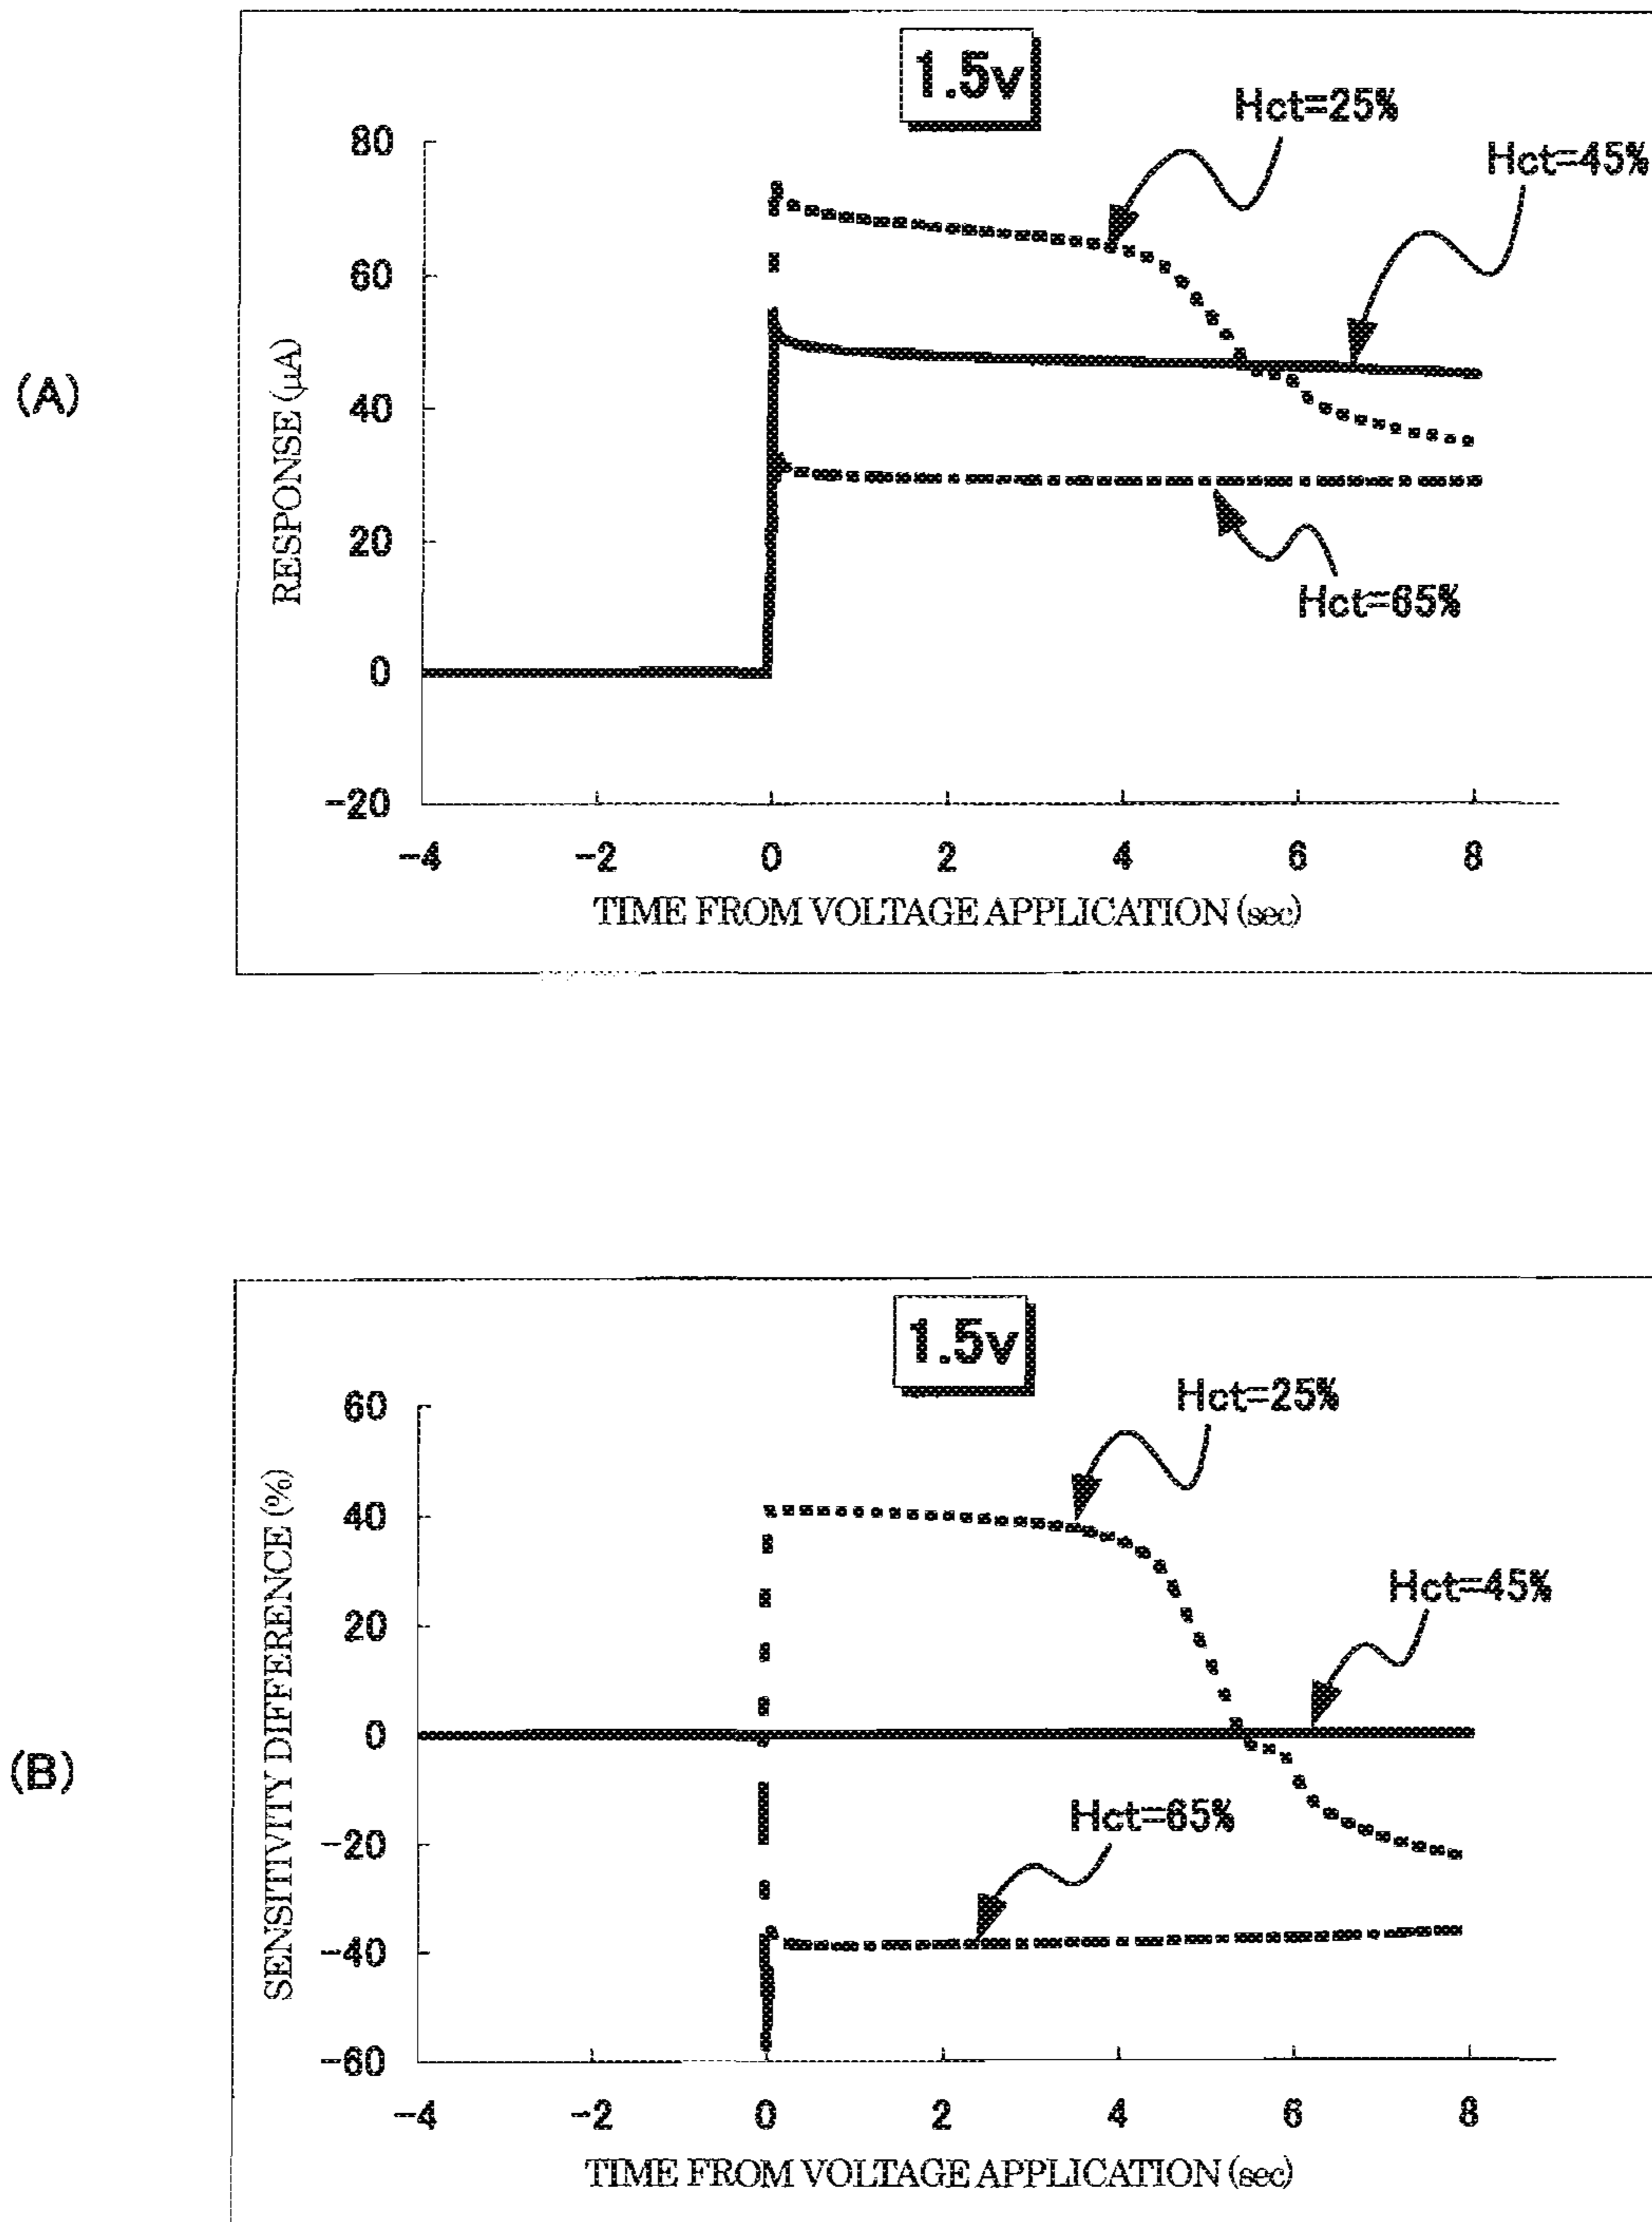 (A)
1.5v
Hct=25%
Hct=45%
80
60
40
20
0
-20
RESPONSE (μA)
Hct=65%
-4 -2 0 2 4 6 8
TIME FROM VOLTAGE APPLICATION (sec)
(B)
1.5v
Hct=25%
60
40
20
0
-20
-40
-60
SENSITIVITY DIFFERENCE (%)
Hct=45%
Hct=65%
-4 -2 0 2 4 6 8
TIME FROM VOLTAGE APPLICATION (sec)